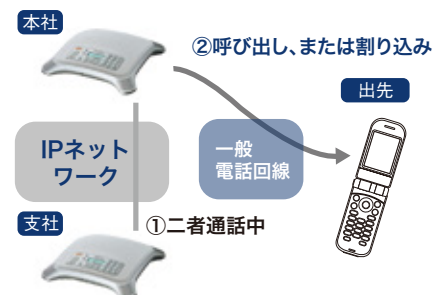 本社
②呼び出し、または割り込み
出先
IPネット
ワーク
一般
電話回線
支社
①二者通話中